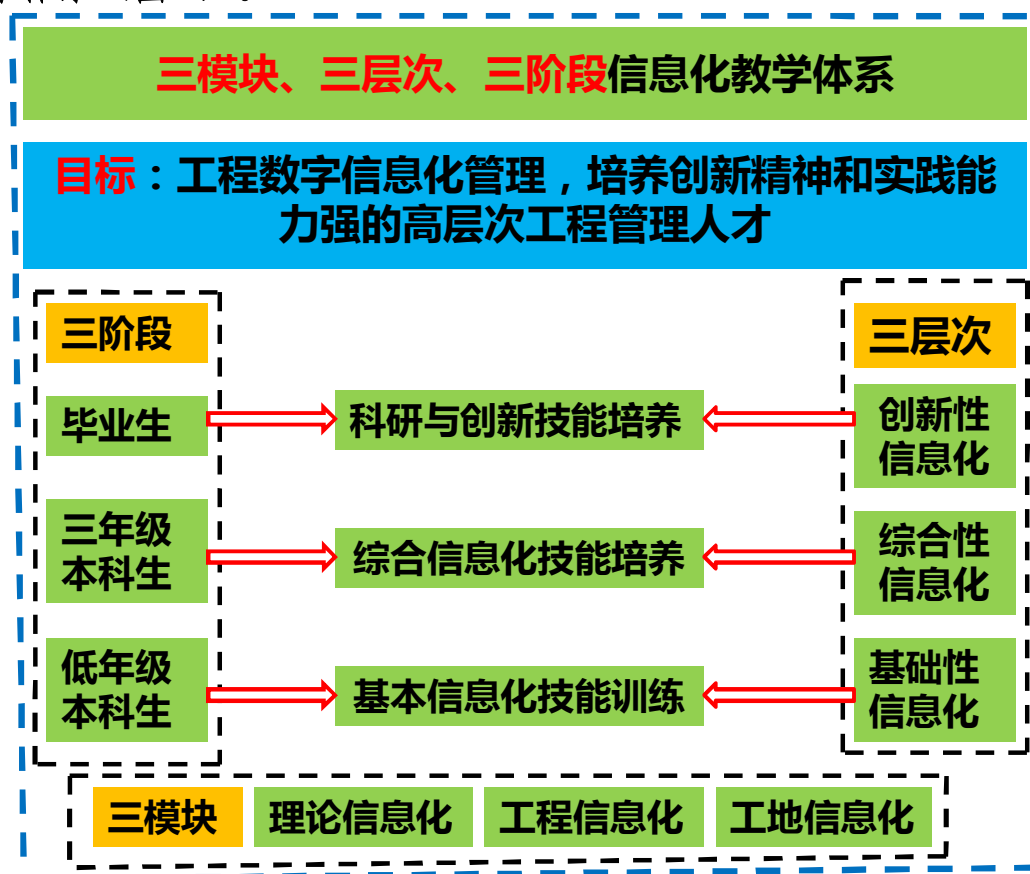 三模块、三层次、三阶段信息化教学体系
目标：工程数字信息化管理，培养创新精神和实践能
力强的高层次工程管理人才
三阶段
三层次
毕业生
科研与创新技能培养
创新性
信息化
三年级
本科生
综合信息化技能培养
综合性
信息化
低年级
本科生
基本信息化技能训练
基础性
信息化
三模块
理论信息化
工程信息化
工地信息化